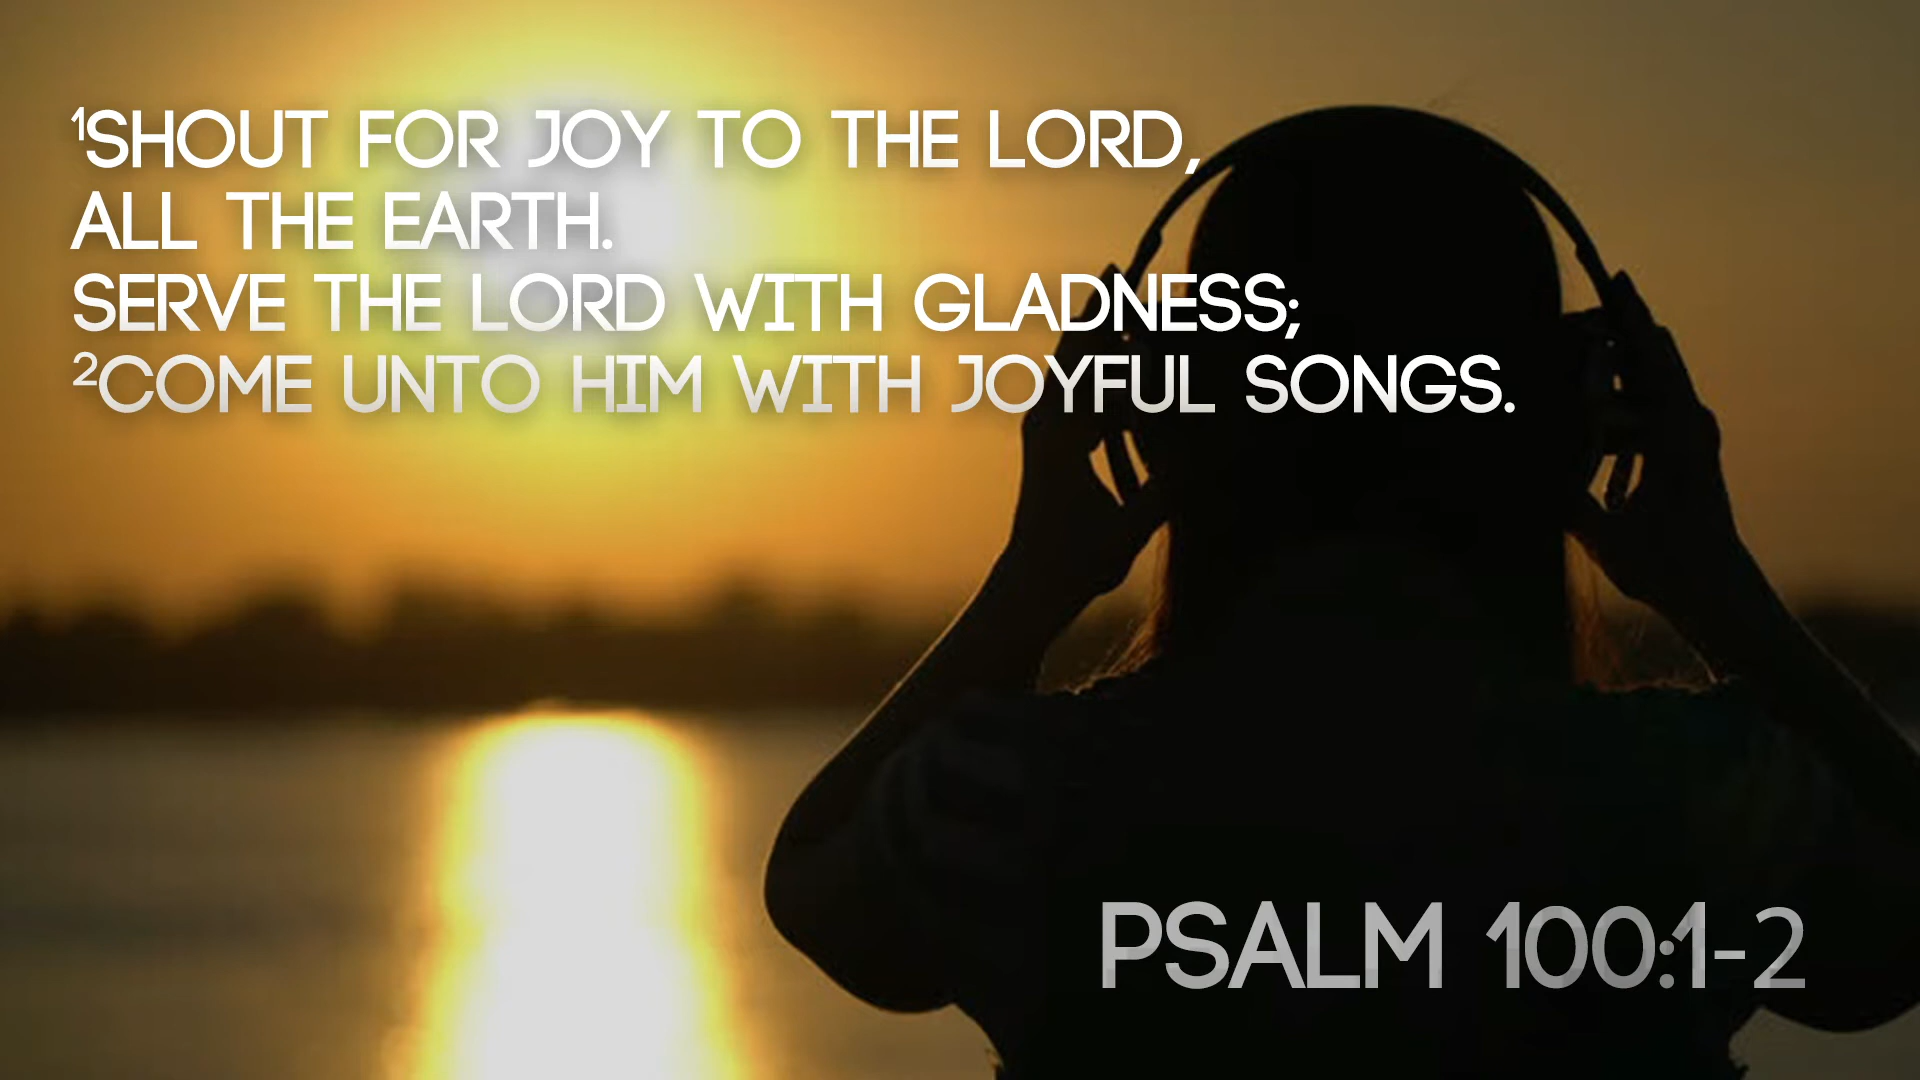 ¹SHOUT FOR JOY TO THE LORD,
ALL THE EARTH.
SERVE THE LORD WITH GLADNESS;
²COME UNTO HIM WITH JOYFUL SONGS.
PSALM 100:1-2